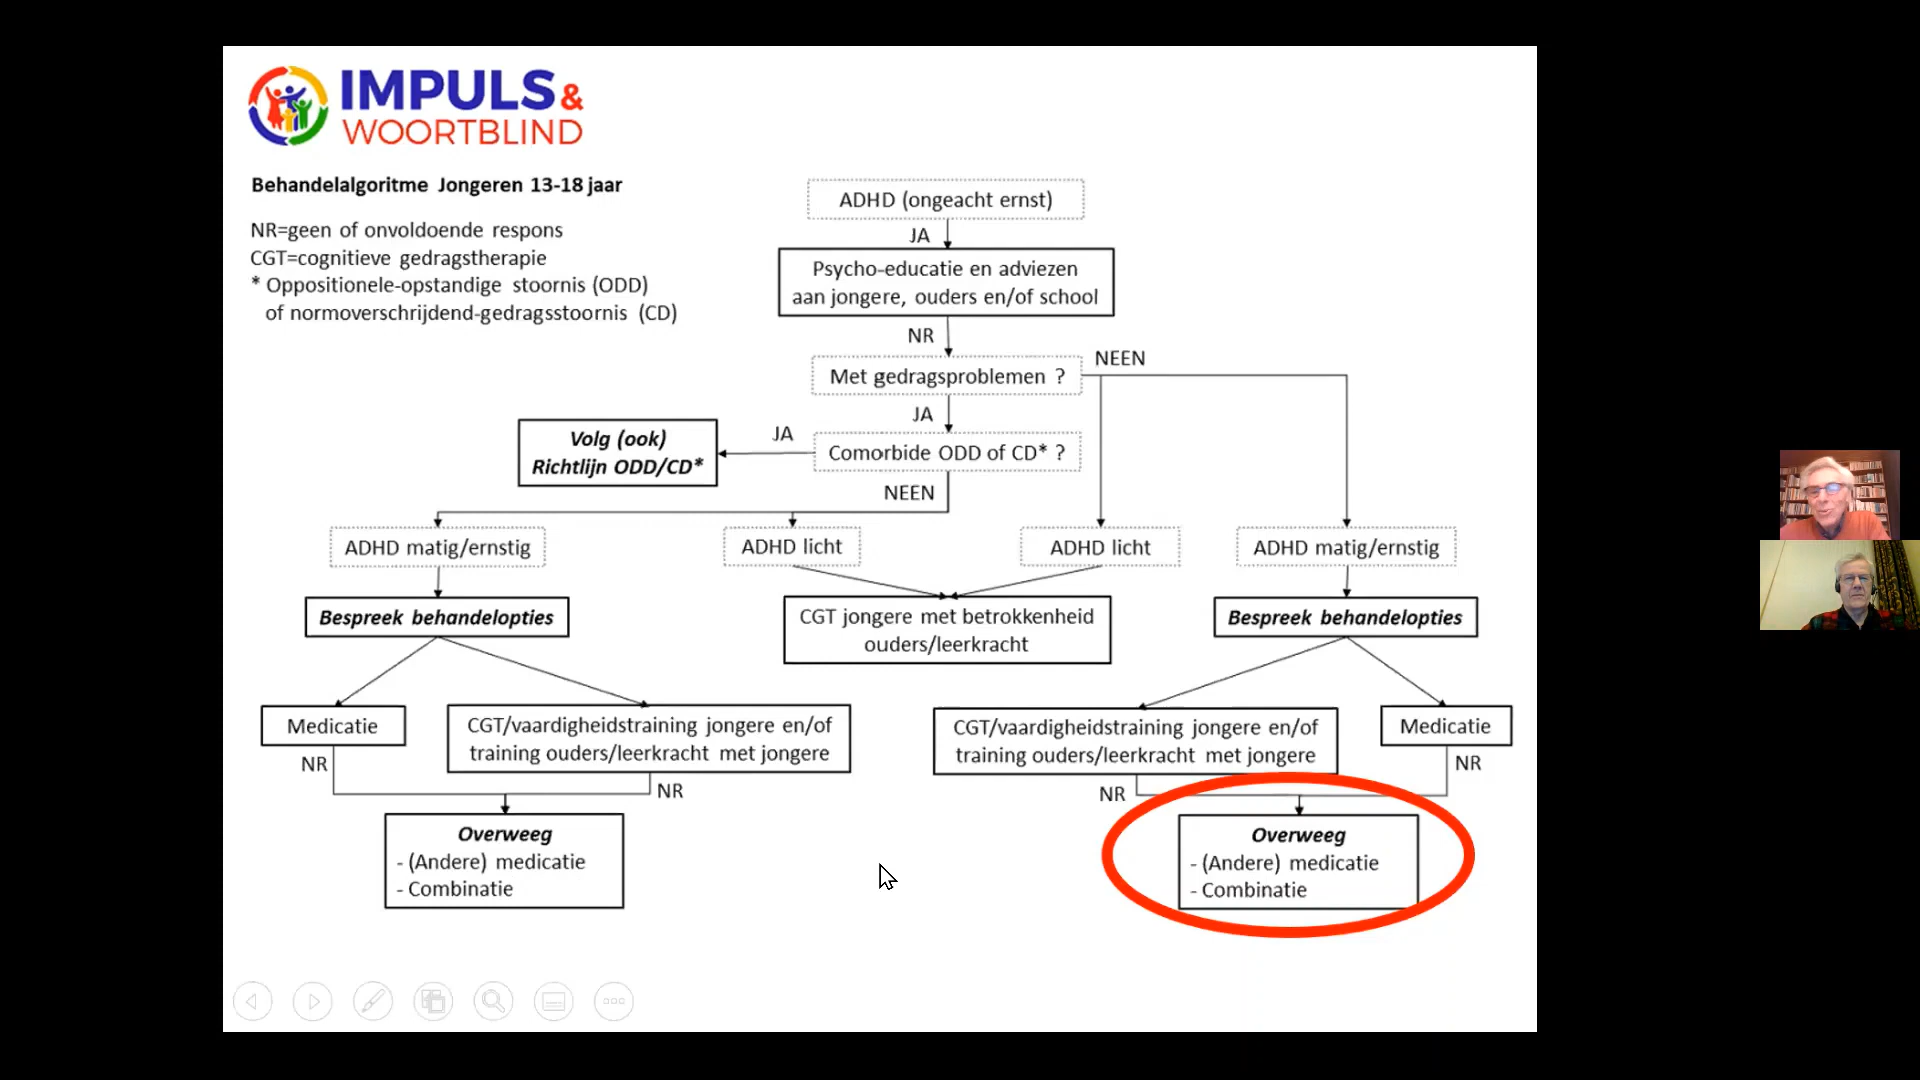 IMPULS &
WOORTBLIND
Behandelalgoritme Jongeren 13-18 jaar
NR=geen of onvoldoende respons
CGT=cognitieve gedragstherapie
* Oppositionele-opstandige stoornis (ODD)
of normoverschrijdend-gedragsstoornis (CD)
ADHD (ongeacht ernst)
JA
Psycho-educatie en adviezen
aan jongere, ouders en/of school
NR
Met gedragsproblemen ?
NEEN
JA
Comorbide ODD of CD* ?
JA
Volg (ook)
Richtlijn ODD/CD*
NEEN
ADHD matig/ernstig
ADHD licht
ADHD licht
ADHD matig/ernstig
Bespreek behandelopties
CGT jongere met betrokkenheid
ouders/leerkracht
Bespreek behandelopties
Medicatie
CGT/vaardigheidstraining jongere en/of
training ouders/leerkracht met jongere
CGT/vaardigheidstraining jongere en/of
training ouders/leerkracht met jongere
Medicatie
NR
NR
NR
NR
Overweeg
- (Andere) medicatie
- Combinatie
Overweeg
- (Andere) medicatie
- Combinatie